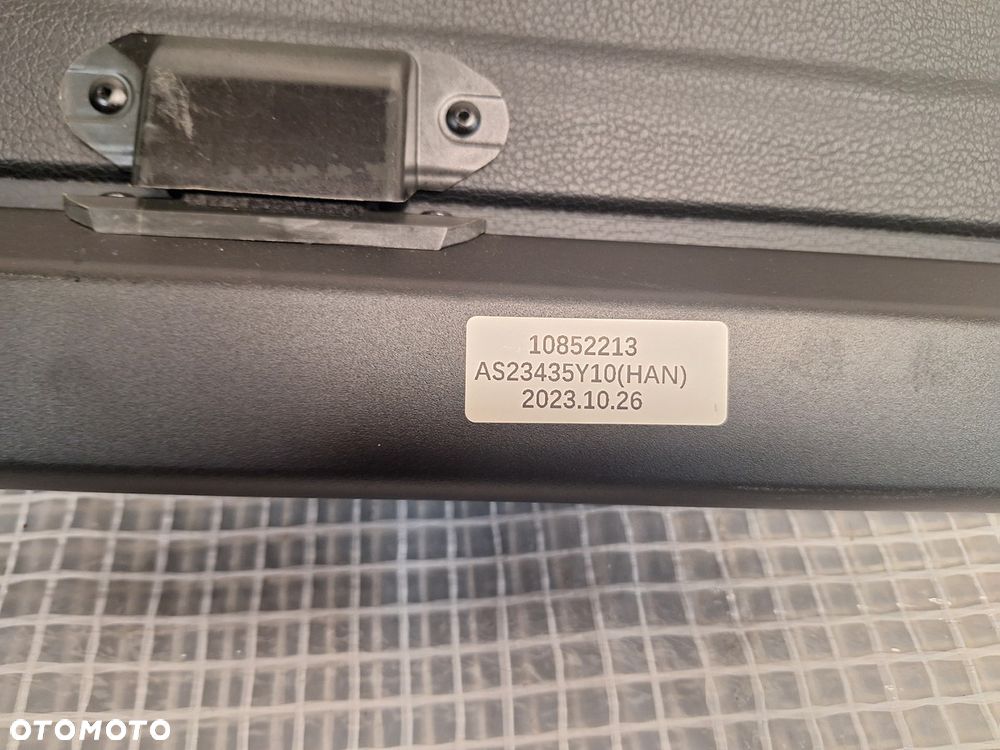 10852213
AS23435Y10(HAN)
2023.10.26
OTOMOTO